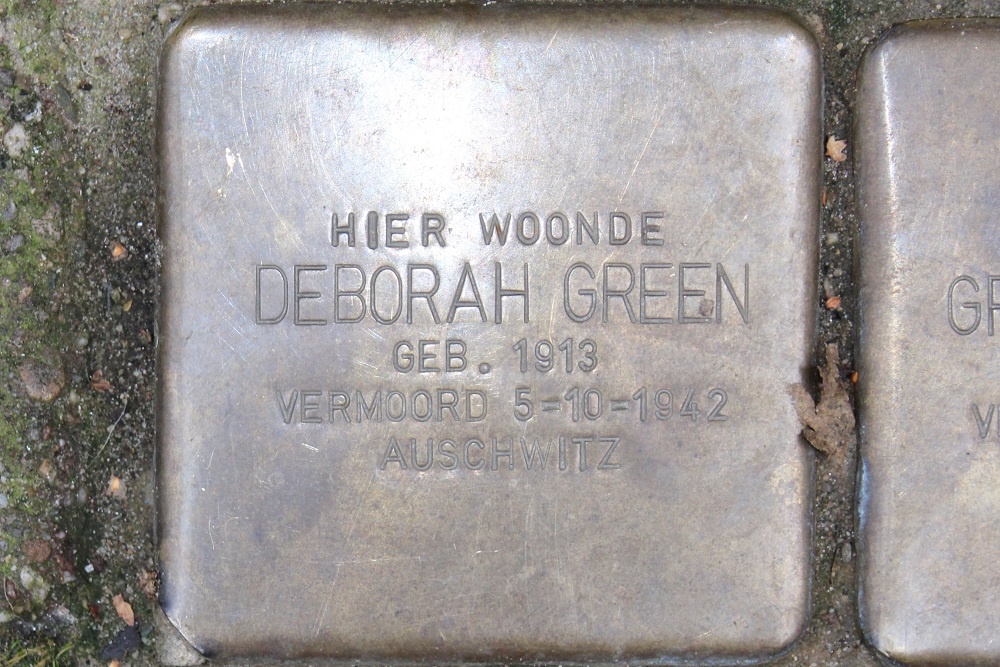 HIER WOONDE
DEBORAH GREEN
GEB. 1913
VERMOORD 5-10-1942
AUSCHWITZ